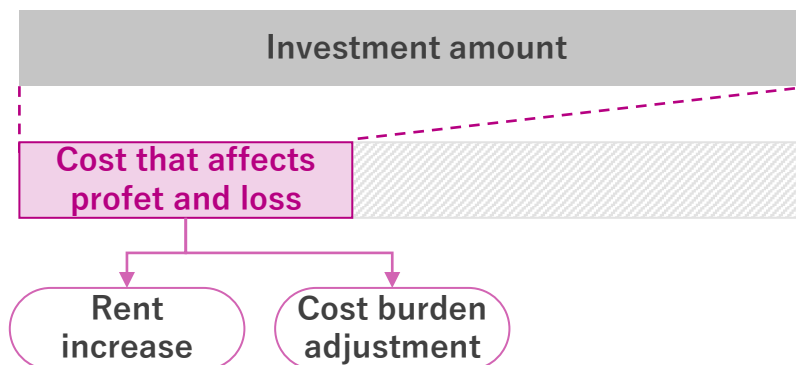 Investment amount
Cost that affects
profet and loss
Rent
increase
Cost burden
adjustment